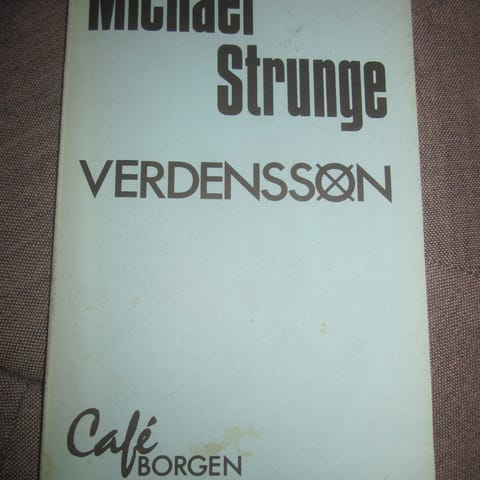 Michael
Strunge
VERDENSSØN
Café
BORGEN